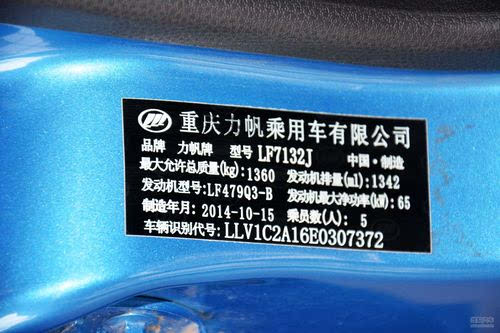 重庆力帆乘用车有限公司
品牌 力帆牌 型号 LF7132J 中国·制造
最大允许总质量(kg):1360 发动机排量(ml):1342
发动机型号:LF479Q3-B 发动机最大净功率(kW):65
制造年月:2014-10-15 乘员数(人): 5
车辆识别代号:LLV1C2A16E0307372